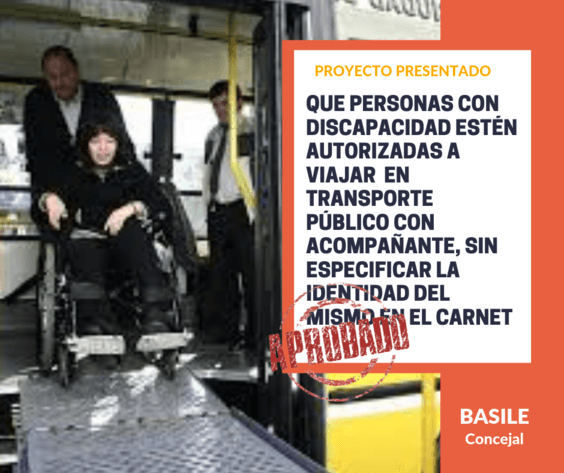 PROYECTO PRESENTADO
QUE PERSONAS CON
DISCAPACIDAD ESTÉN
AUTORIZADAS A
VIAJAR EN
TRANSPORTE
PÚBLICO CON
ACOMPAÑANTE, SIN
ESPECIFICAR LA
IDENTIDAD DEL
MISMO EN EL CARNET
APROBADO
BASILE
Concejal